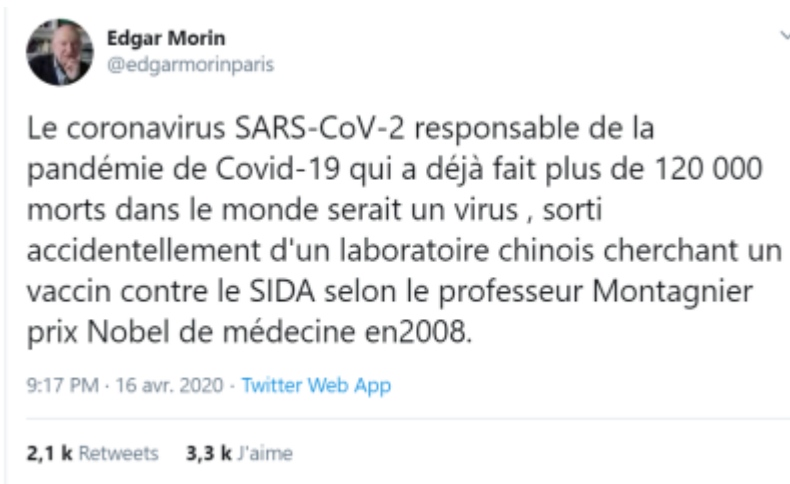 Edgar Morin
@edgarmorinparis
Le coronavirus SARS-CoV-2 responsable de la
pandémie de Covid-19 qui a déjà fait plus de 120 000
morts dans le monde serait un virus , sorti
accidentellement d'un laboratoire chinois cherchant un
vaccin contre le SIDA selon le professeur Montagnier
prix Nobel de médecine en2008.
9:17 PM · 16 avr. 2020 · Twitter Web App
2,1 k Retweets 3,3 k J'aime